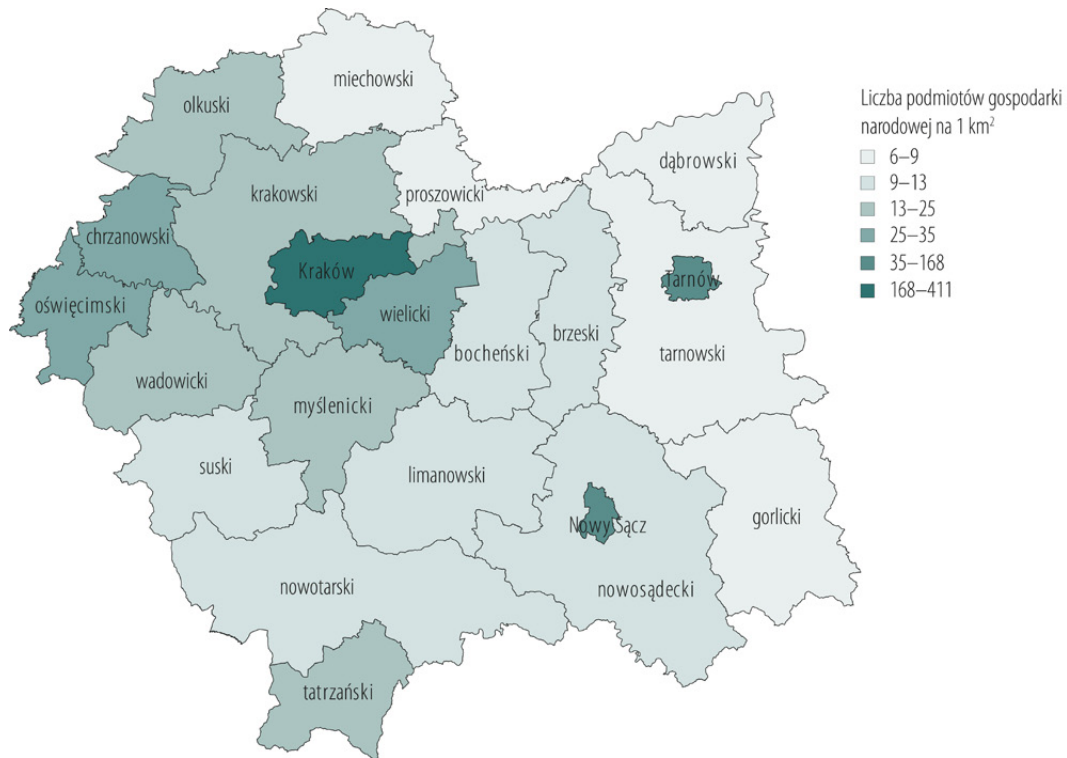 miechowski
olkuski
Liczba podmiotów gospodarki
narodowej na 1 km²
6–9
9–13
13–25
25–35
35–168
168–411
dąbrowski
krakowski
proszowicki
chrzanowski
Kraków
Tarnów
oświęcimski
wielicki
brzeski
bocheński
tarnowski
wadowicki
myślenicki
suski
limanowski
gorlicki
Nowy Sącz
nowotarski
nowosądecki
tatrzański